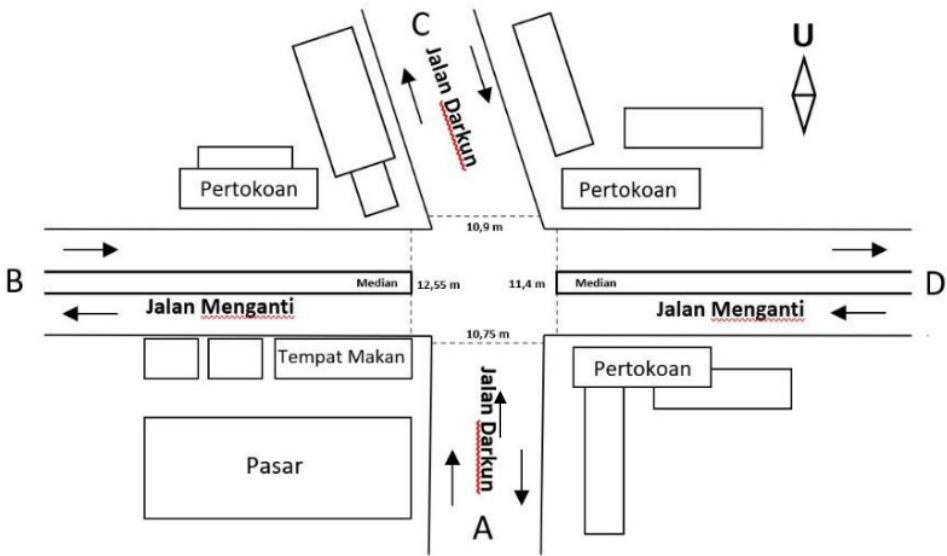 C
U
Jalan Darkun
Pertokoan
Pertokoan
10,9 m
B
Median
12,55 m
11,4 m
Median
D
Jalan Menganti
Jalan Menganti
10,75 m
Tempat Makan
Pertokoan
Jalan Darkun
Pasar
A